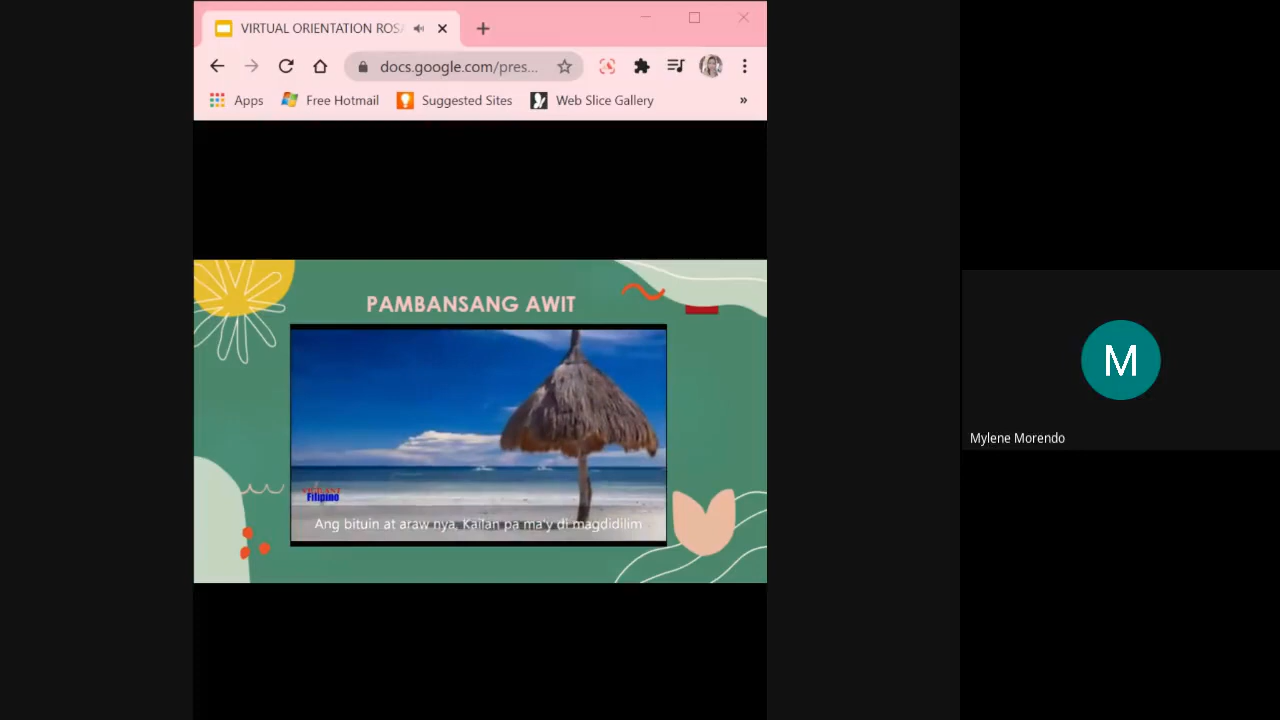 VIRTUAL ORIENTATION ROSA
docs.google.com/pres...
Apps
Free Hotmail
Suggested Sites
Web Slice Gallery
»
PAMBANSANG AWIT
Filipino
Ang bituin at araw nya, Kailan pa ma'y di magdidilim
M
Mylene Morendo